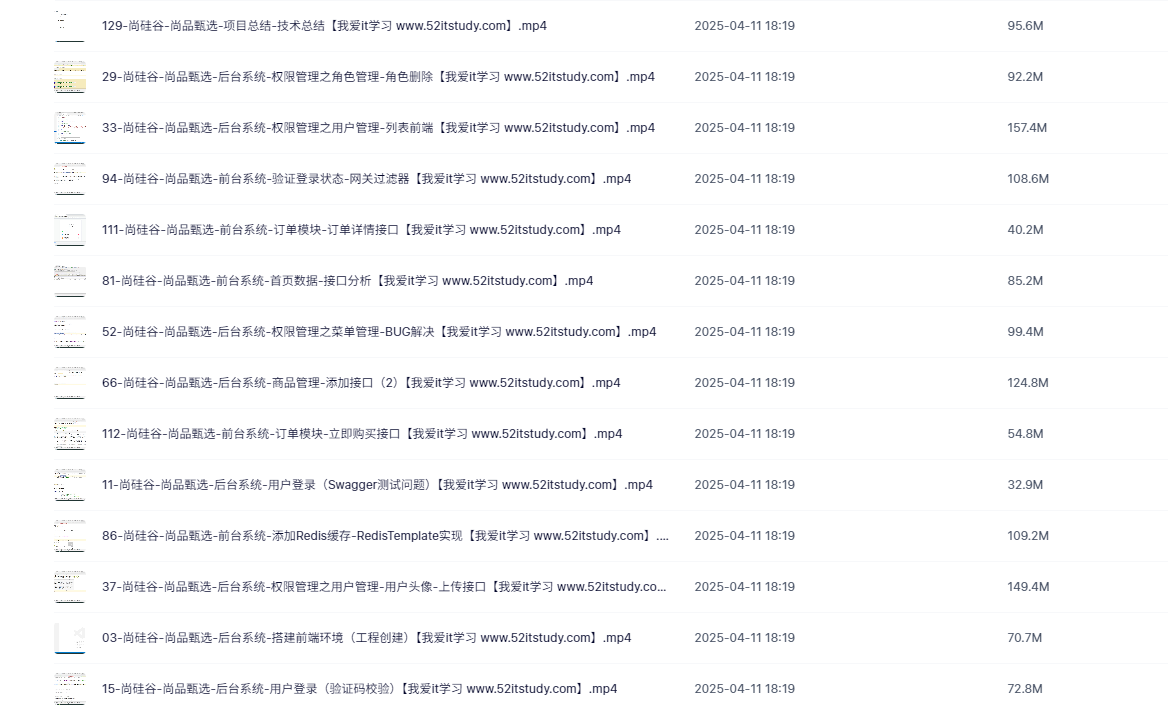 129-尚硅谷-尚品甄选-项目总结-技术总结【我爱it学习 www.52itstudy.com】.mp4 2025-04-11 18:19 95.6M
29-尚硅谷-尚品甄选-后台系统-权限管理之角色管理-角色删除【我爱it学习 www.52itstudy.com】.mp4 2025-04-11 18:19 92.2M
33-尚硅谷-尚品甄选-后台系统-权限管理之用户管理-列表前端【我爱it学习 www.52itstudy.com】.mp4 2025-04-11 18:19 157.4M
94-尚硅谷-尚品甄选-前台系统-验证登录状态-网关过滤器【我爱it学习 www.52itstudy.com】.mp4 2025-04-11 18:19 108.6M
111-尚硅谷-尚品甄选-前台系统-订单模块-订单详情接口【我爱it学习 www.52itstudy.com】.mp4 2025-04-11 18:19 40.2M
81-尚硅谷-尚品甄选-前台系统-首页数据-接口分析【我爱it学习 www.52itstudy.com】.mp4 2025-04-11 18:19 85.2M
52-尚硅谷-尚品甄选-后台系统-权限管理之菜单管理-BUG解决【我爱it学习 www.52itstudy.com】.mp4 2025-04-11 18:19 99.4M
66-尚硅谷-尚品甄选-后台系统-商品管理-添加接口（2）【我爱it学习 www.52itstudy.com】.mp4 2025-04-11 18:19 124.8M
112-尚硅谷-尚品甄选-前台系统-订单模块-立即购买接口【我爱it学习 www.52itstudy.com】.mp4 2025-04-11 18:19 54.8M
11-尚硅谷-尚品甄选-后台系统-用户登录（Swagger测试问题）【我爱it学习 www.52itstudy.com】.mp4 2025-04-11 18:19 32.9M
86-尚硅谷-尚品甄选-前台系统-添加Redis缓存-RedisTemplate实现【我爱it学习 www.52itstudy.com】.... 2025-04-11 18:19 109.2M
37-尚硅谷-尚品甄选-后台系统-权限管理之用户管理-用户头像-上传接口【我爱it学习 www.52itstudy.co... 2025-04-11 18:19 149.4M
03-尚硅谷-尚品甄选-后台系统-搭建前端环境（工程创建）【我爱it学习 www.52itstudy.com】.mp4 2025-04-11 18:19 70.7M
15-尚硅谷-尚品甄选-后台系统-用户登录（验证码校验）【我爱it学习 www.52itstudy.com】.mp4 2025-04-11 18:19 72.8M